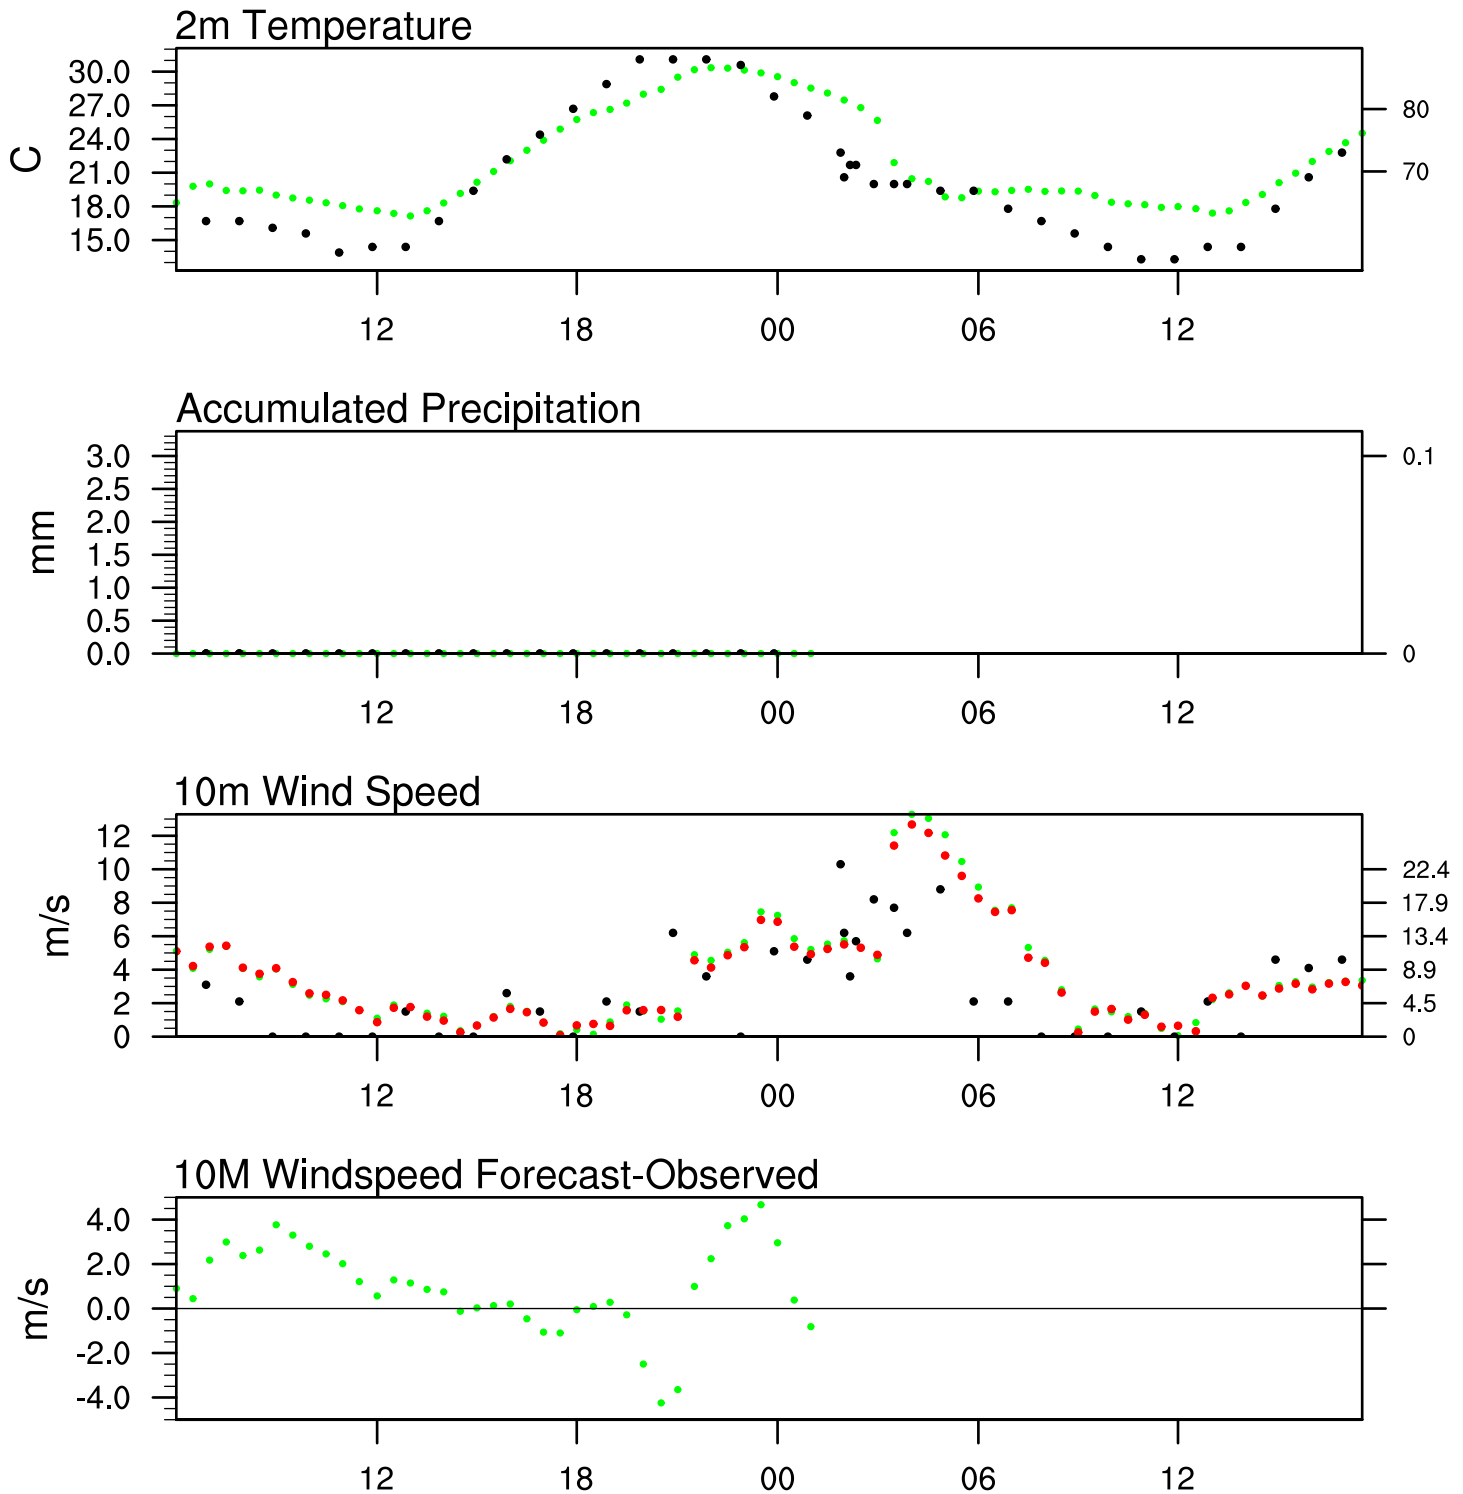 2m Temperature
30.0
27.0
24.0
21.0
18.0
15.0
C
80
70
12 18 00 06 12
Accumulated Precipitation
3.0
2.5
2.0
1.5
1.0
0.5
0.0
mm
0.1
0
12 18 00 06 12
10m Wind Speed
12
10
8
6
4
2
0
m/s
22.4
17.9
13.4
8.9
4.5
0
12 18 00 06 12
10M Windspeed Forecast-Observed
4.0
2.0
0.0
-2.0
-4.0
m/s
12 18 00 06 12